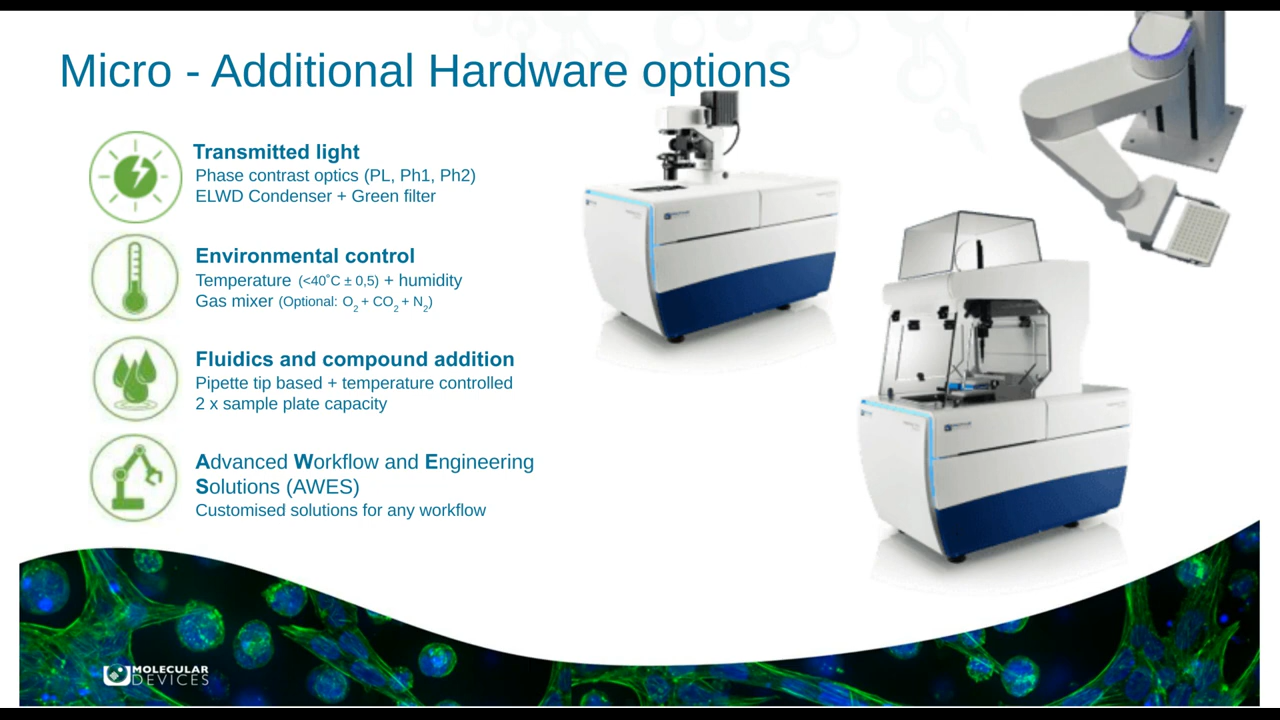 Micro - Additional Hardware options
Transmitted light
Phase contrast optics (PL, Ph1, Ph2)
ELWD Condenser + Green filter
Environmental control
Temperature (<40˚C ± 0,5) + humidity
Gas mixer (Optional: O₂ + CO₂ + N₂)
Fluidics and compound addition
Pipette tip based + temperature controlled
2 x sample plate capacity
Advanced Workflow and Engineering
Solutions (AWES)
Customised solutions for any workflow
MOLECULAR
DEVICES